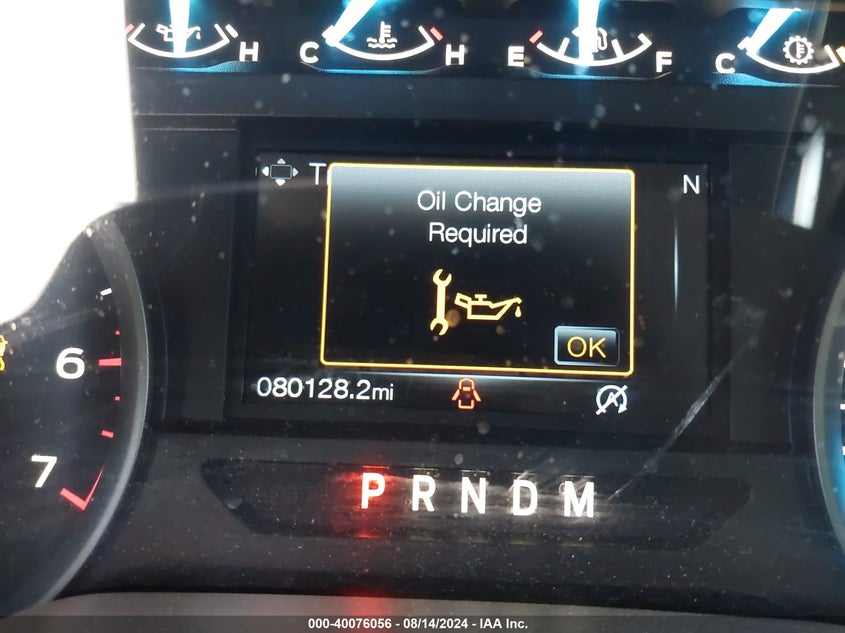 H C H E F C
T N
Oil Change
Required
OK
6
080128.2mi
7
P R N D M
000-40076056 - 08/14/2024 - IAA Inc.